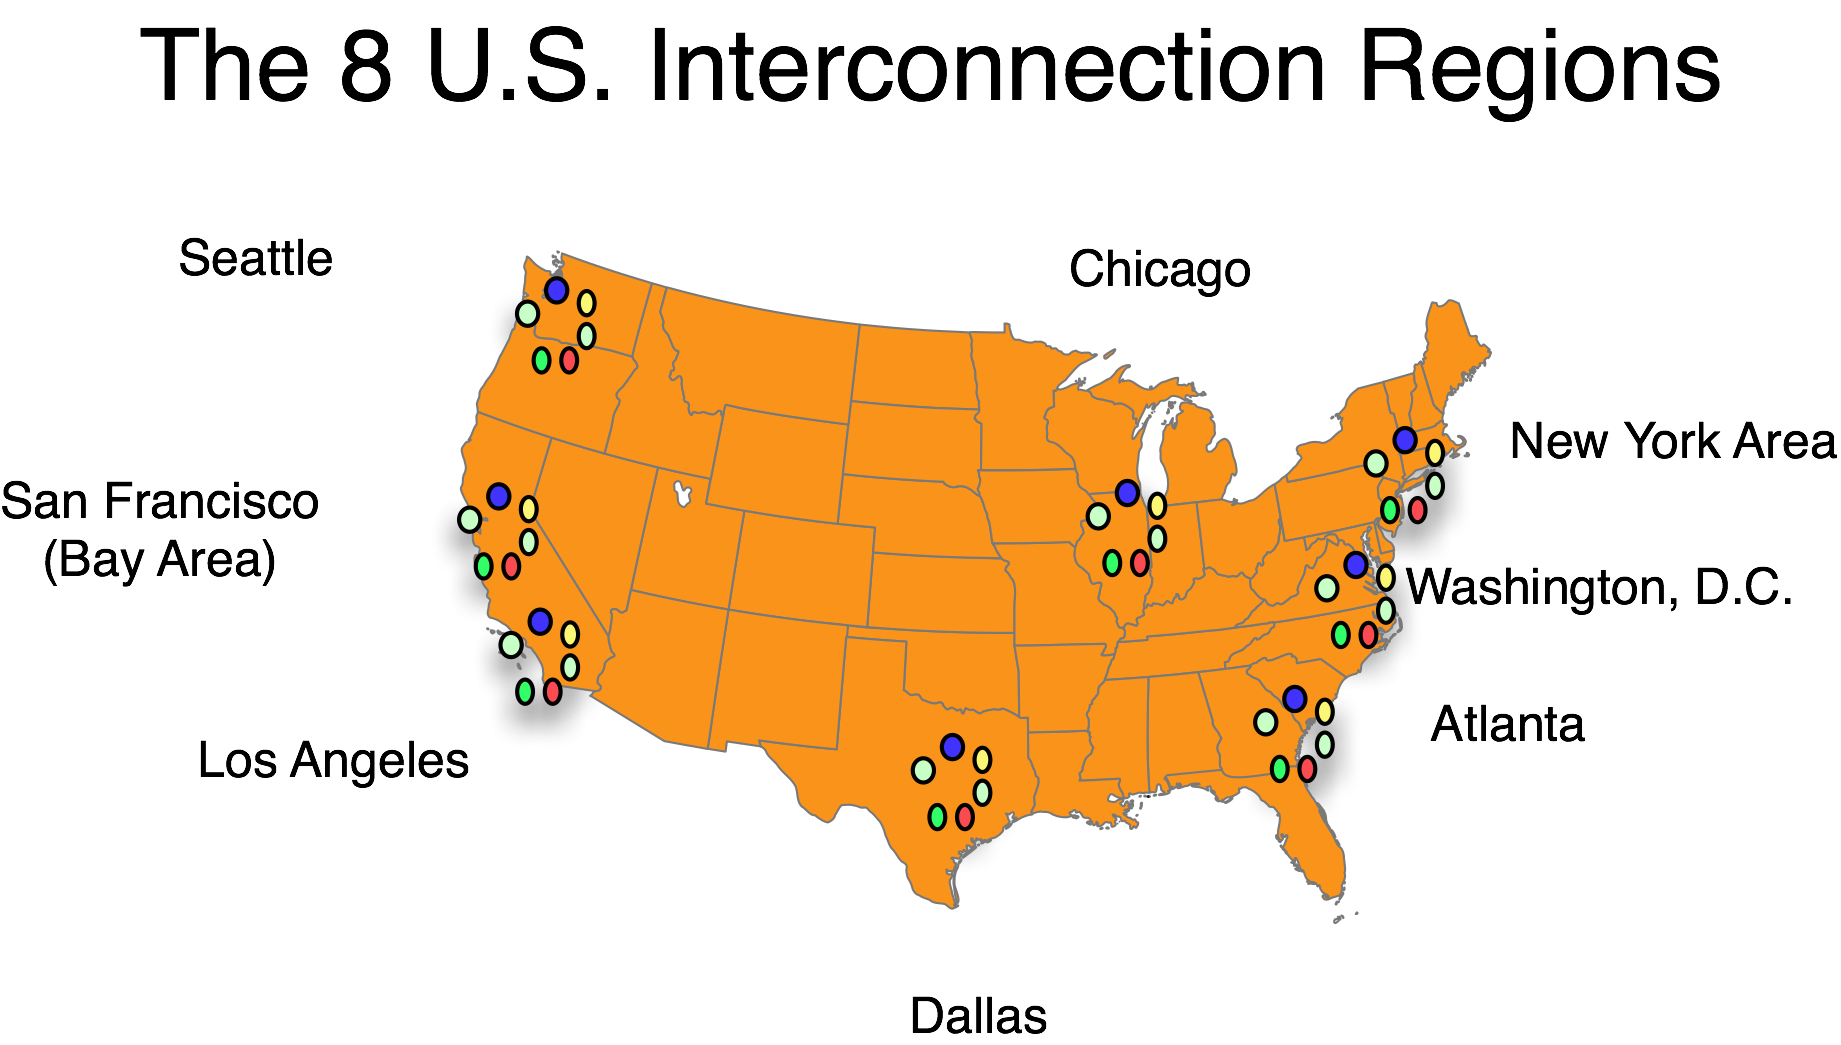 The 8 U.S. Interconnection Regions
Seattle
Chicago
New York Area
San Francisco
(Bay Area)
Washington, D.C.
Atlanta
Los Angeles
Dallas